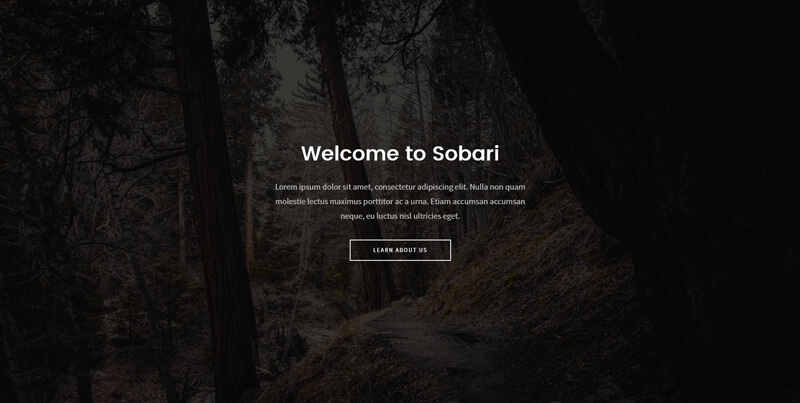 Welcome to Sobari
Lorem ipsum dolor sit amet, consectetur adipiscing elit. Nulla non quam
molestie lectus maximus porttitor ac a urna. Etiam accumsan accumsan
neque, eu luctus nisl ultricies eget.
LEARN ABOUT US